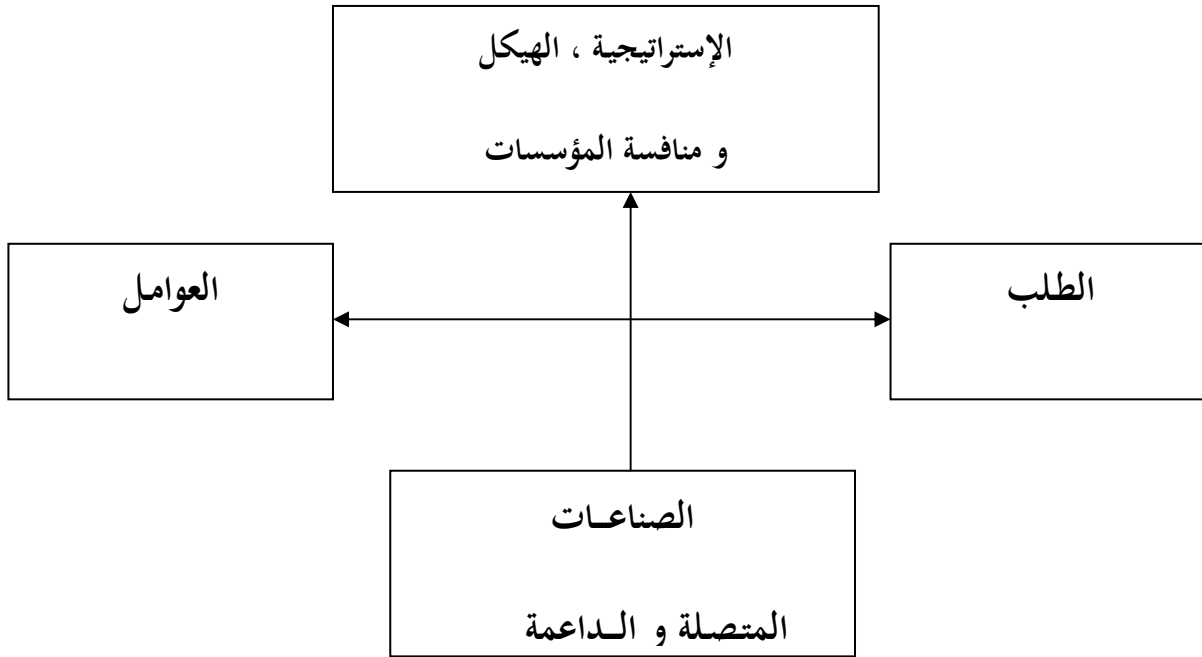 الإستراتيجية ، الهيكل
و منافسة المؤسسات
الطلب
العوامل
الصناعات
المتصلة و الداعمة